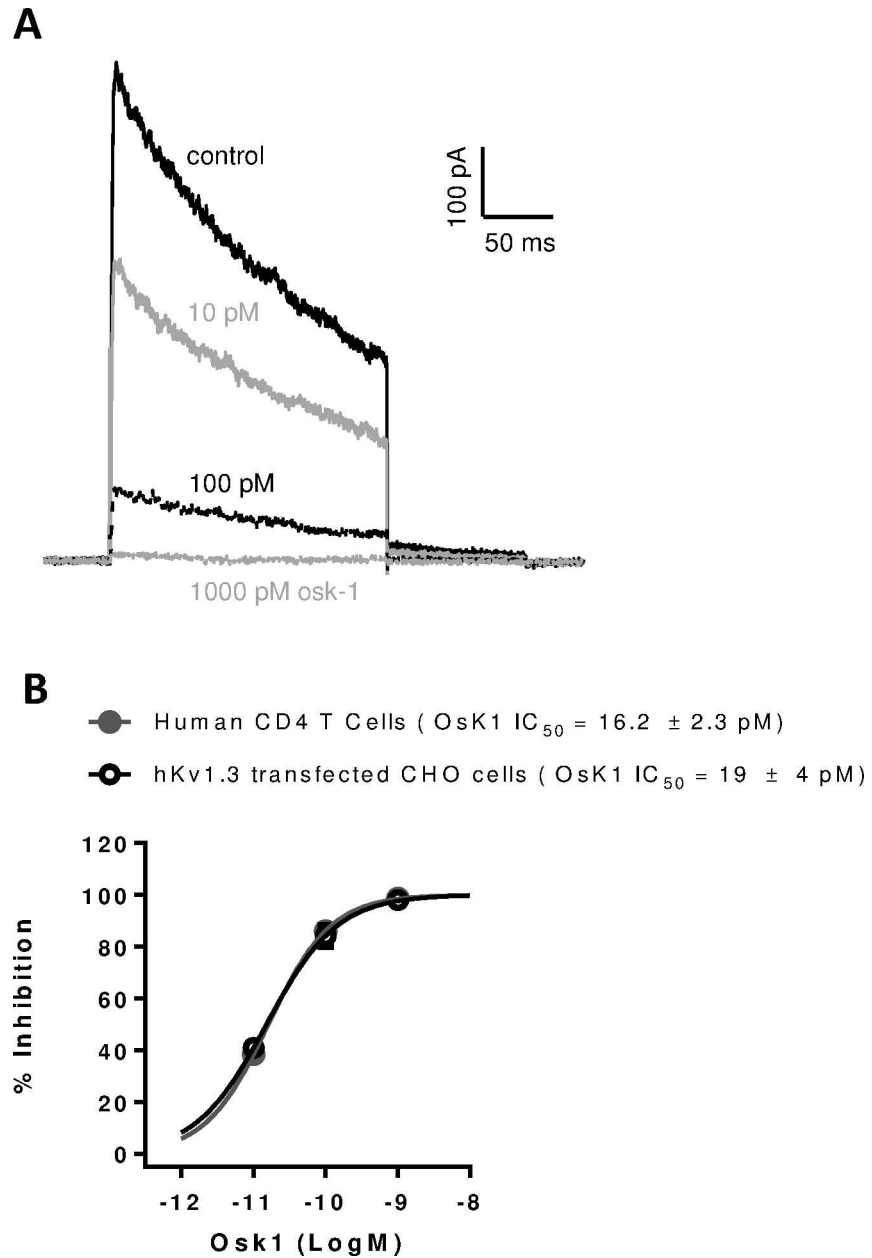 A
control
100 pA
50 ms
10 pM
100 pM
1000 pM osk-1
B
Human CD4 T Cells ( OsK1 IC50 = 16.2 ± 2.3 pM)
hKv1.3 transfected CHO cells ( OsK1 IC50 = 19 ± 4 pM)
120
100
80
60
40
20
0
% Inhibition
-12 -11 -10 -9 -8
Osk1 (LogM)